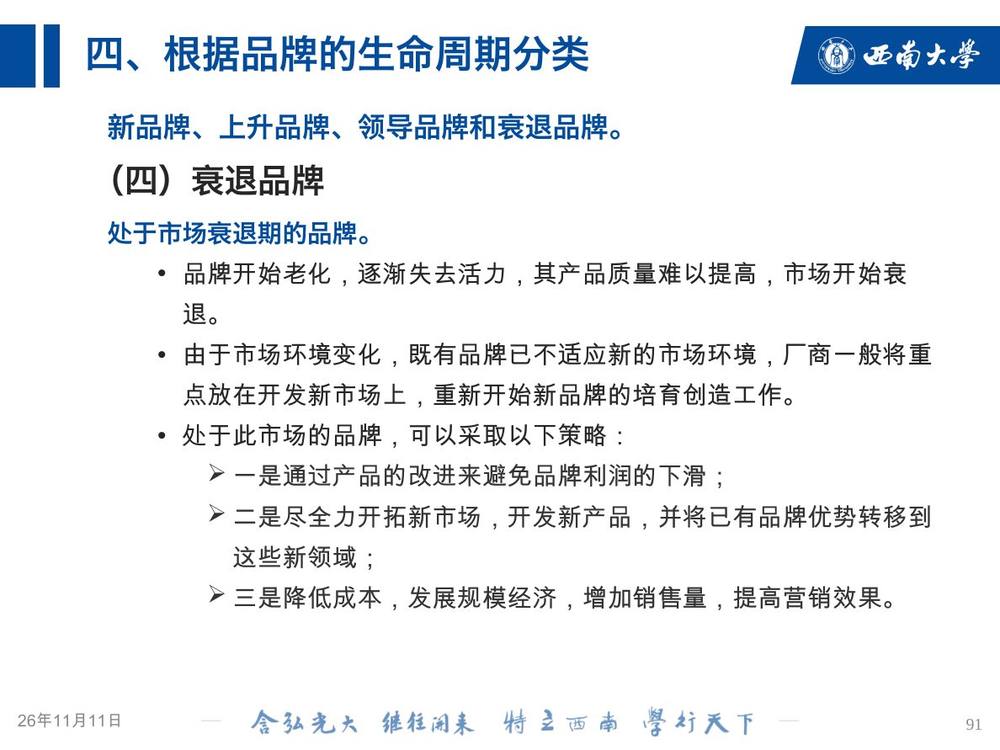 四、根据品牌的生命周期分类
西南大学
新品牌、上升品牌、领导品牌和衰退品牌。
（四）衰退品牌
处于市场衰退期的品牌。
• 品牌开始老化，逐渐失去活力，其产品质量难以提高，市场开始衰
退。
• 由于市场环境变化，既有品牌已不适应新的市场环境，厂商一般将重
点放在开发新市场上，重新开始新品牌的培育创造工作。
• 处于此市场的品牌，可以采取以下策略：
➢ 一是通过产品的改进来避免品牌利润的下滑；
➢ 二是尽全力开拓新市场，开发新产品，并将已有品牌优势转移到
这些新领域；
➢ 三是降低成本，发展规模经济，增加销售量，提高营销效果。
26年11月11日
含弘光大 继往开来 特立西南 學行天下
91